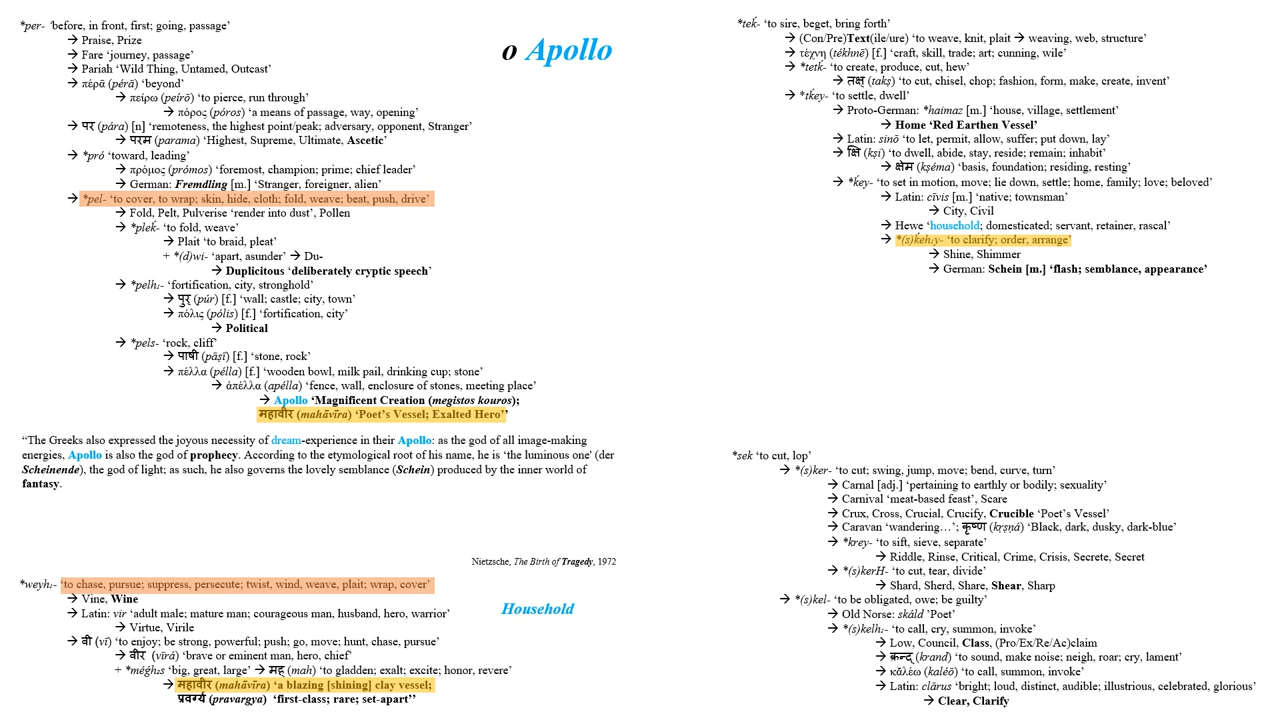 *per- ‘before, in front, first; going, passage’
→ Praise, Prize
→ Fare ‘journey, passage’
→ Pariah ‘Wild Thing, Untamed, Outcast’
→ πέρᾱ (pérā) ‘beyond’
→ πείρω (peírō) ‘to pierce, run through’
→ πόρος (póros) ‘a means of passage, way, opening’
→ पर (pára) [n] ‘remoteness, the highest point/peak; adversary, opponent, Stranger’
→ परम (parama) ‘Highest, Supreme, Ultimate, Ascetic’
→ *pró ‘toward, leading’
→ πρόμος (prómos) ‘foremost, champion; prime; chief leader’
→ German: Fremdling [m.] ‘Stranger, foreigner, alien’
→ *pel- ‘to cover, to wrap; skin, hide, cloth; fold, weave; beat, push, drive’
→ Fold, Pelt, Pulverise ‘render into dust’, Pollen
→ *pleḱ- ‘to fold, weave’
→ Plait ‘to braid, pleat’
+ *(d)wi- ‘apart, asunder’ → Du-
→ Duplicitous ‘deliberately cryptic speech’
→ *pelh₁- ‘fortification, city, stronghold’
→ पुर् (púr) [f.] ‘wall; castle; city, town’
→ πόλις (pólis) [f.] ‘fortification, city’
→ Political
→ *pels- ‘rock, cliff’
→ पाषी (pāṣī) [f.] ‘stone, rock’
→ πέλλα (pélla) [f.] ‘wooden bowl, milk pail, drinking cup; stone’
→ ἀπέλλα (apélla) ‘fence, wall, enclosure of stones, meeting place’
→ Apollo ‘Magnificent Creation (megistos kouros);
महावीर (mahāvīra) ‘Poet’s Vessel; Exalted Hero’’
o Apollo
“The Greeks also expressed the joyous necessity of dream-experience in their Apollo: as the god of all image-making
energies, Apollo is also the god of prophecy. According to the etymological root of his name, he is ‘the luminous one' (der
Scheinende), the god of light; as such, he also governs the lovely semblance (Schein) produced by the inner world of
fantasy.
Nietzsche, The Birth of Tragedy, 1972
*weyh₁- ‘to chase, pursue; suppress, persecute; twist, wind, weave, plait; wrap, cover’
→ Vine, Wine
→ Latin: vir ‘adult male; mature man; courageous man, husband, hero, warrior’
→ Virtue, Virile
→ वी (vī) ‘to enjoy; be strong, powerful; push; go, move; hunt, chase, pursue’
→ वीर (vīrá) ‘brave or eminent man, hero, chief’
+ *méǵh₂s ‘big, great, large’ → मह् (mah) ‘to gladden; exalt; excite; honor, revere’
→ महावीर (mahāvīra) ‘a blazing [shining] clay vessel;
प्रवर्ग्य (pravargya) ‘first-class; rare; set-apart’’
Household
*teḱ- ‘to sire, beget, bring forth’
→ (Con/Pre)Text(ile/ure) ‘to weave, knit, plait → weaving, web, structure’
→ τέχνη (tékhnē) [f.] ‘craft, skill, trade; art; cunning, wile’
→ *tetḱ- ‘to create, produce, cut, hew’
→ तक्ष् (takṣ) ‘to cut, chisel, chop; fashion, form, make, create, invent’
→ *tḱey- ‘to settle, dwell’
→ Proto-German: *haimaz [m.] ‘house, village, settlement’
→ Home ‘Red Earthen Vessel’
→ Latin: sinō ‘to let, permit, allow, suffer; put down, lay’
→ क्षि (kṣi) ‘to dwell, abide, stay, reside; remain; inhabit’
→ क्षेम (kṣéma) ‘basis, foundation; residing, resting’
→ *ḱey- ‘to set in motion, move; lie down, settle; home, family; love; beloved’
→ Latin: cīvis [m.] ‘native; townsman’
→ City, Civil
→ Hewe ‘household; domesticated; servant, retainer, rascal’
→ *(s)ḱeh₁y- ‘to clarify; order, arrange’
→ Shine, Shimmer
→ German: Schein [m.] ‘flash; semblance, appearance’
*sek ‘to cut, lop’
→ *(s)ker- ‘to cut; swing, jump, move; bend, curve, turn’
→ Carnal [adj.] ‘pertaining to earthly or bodily; sexuality’
→ Carnival ‘meat-based feast’, Scare
→ Crux, Cross, Crucial, Crucify, Crucible ‘Poet’s Vessel’
→ Caravan ‘wandering…’; कृष्ण (kṛṣṇá) ‘Black, dark, dusky, dark-blue’
→ *krey- ‘to sift, sieve, separate’
→ Riddle, Rinse, Critical, Crime, Crisis, Secrete, Secret
→ *(s)kerH- ‘to cut, tear, divide’
→ Shard, Sherd, Share, Shear, Sharp
→ *(s)kel- ‘to be obligated, owe; be guilty’
→ Old Norse: skáld ’Poet’
→ *(s)kelh₁- ‘to call, cry, summon, invoke’
→ Low, Council, Class, (Pro/Ex/Re/Ac)claim
→ क्रन्द् (krand) ‘to sound, make noise; neigh, roar; cry, lament’
→ κᾰλέω (kaléō) ‘to call, summon, invoke’
→ Latin: clārus ‘bright; loud, distinct, audible; illustrious, celebrated, glorious’
→ Clear, Clarify